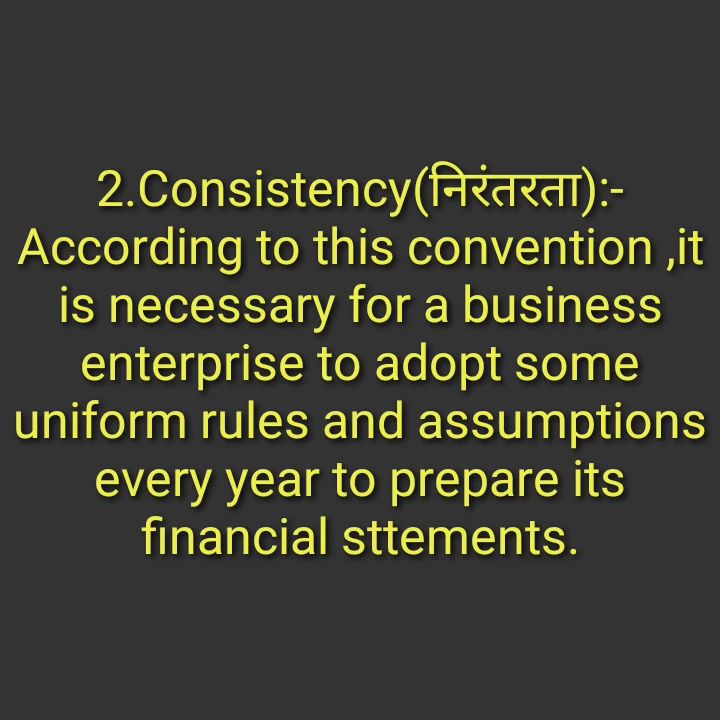 2.Consistency(निरंतरता):-
According to this convention ,it
is necessary for a business
enterprise to adopt some
uniform rules and assumptions
every year to prepare its
financial sttements.